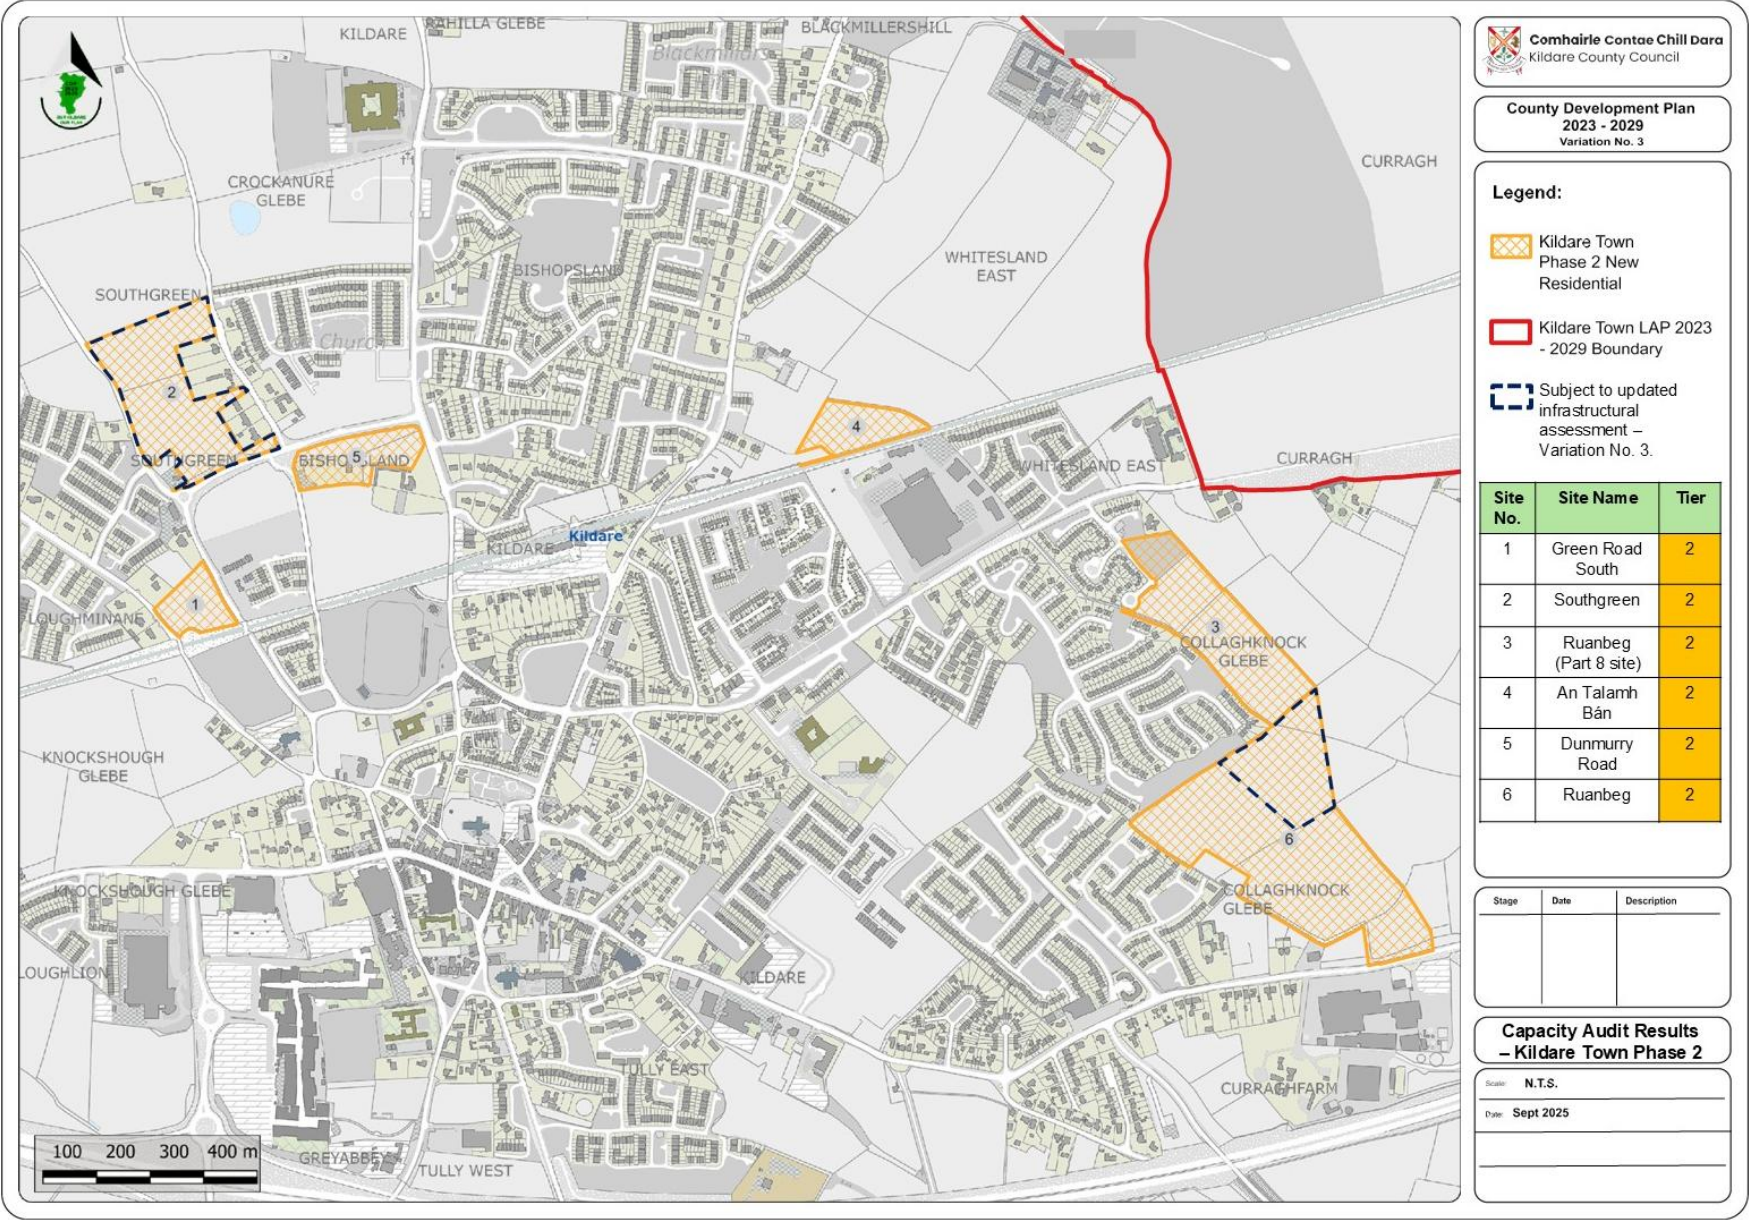 KILDARE
RAHILLA GLEBE
BLACKMILLERSHILL
Blackmillars
CURRAGH
CROCKANURE
GLEBE
WHITESLAND
EAST
BISHOPSLAND
SOUTHGREEN
Church
2
4
SOUTHGREEN
BISHOPSLAND
5
WHITESLAND EAST
CURRAGH
Kildare
KILDARE
1
LOUGHMINANE
3
COLLAGHKNOCK
GLEBE
KNOCKSHOUGH
GLEBE
6
KNOCKSHOUGH GLEBE
COLLAGHKNOCK
GLEBE
LOUGHLION
KILDARE
TULLY EAST
CURRAGHFARM
GREYABBEY
TULLY WEST
100 200 300 400 m
Comhairle Contae Chill Dara
Kildare County Council
County Development Plan
2023 - 2029
Variation No. 3
Legend:
Kildare Town
Phase 2 New
Residential
Kildare Town LAP 2023
- 2029 Boundary
Subject to updated
infrastructural
assessment –
Variation No. 3.
Site No. Site Name Tier
1 Green Road South 2
2 Southgreen 2
3 Ruanbeg (Part 8 site) 2
4 An Talamh Bán 2
5 Dunmurry Road 2
6 Ruanbeg 2
Stage Date Description
Capacity Audit Results
– Kildare Town Phase 2
Scale: N.T.S.
Date: Sept 2025